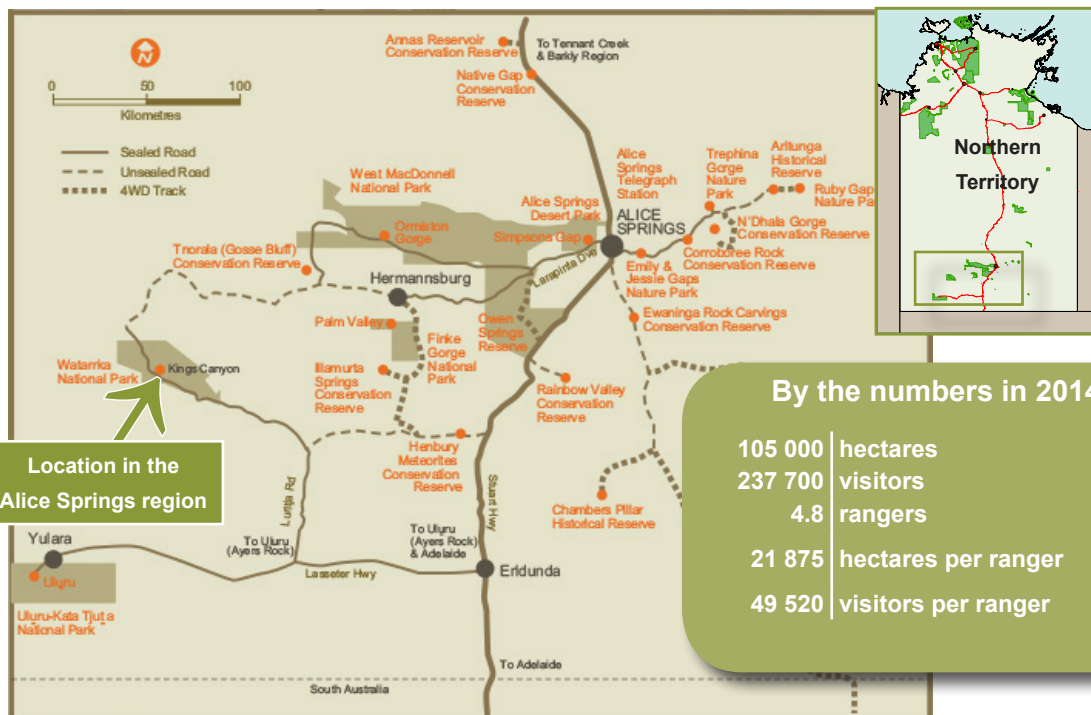 Annas Reservoir
Conservation Reserve
To Tennant Creek
& Barkly Region
N
0 50 100
Kilometres
Native Gap
Conservation
Reserve
Sealed Road
Unsealed Road
4WD Track
West MacDonnell
National Park
Alice
Springs
Telegraph
Station
Trephina
Gorge
Nature
Park
Arltunga
Historical
Reserve
Ruby Gap
Nature Pa
Alice Springs
Desert Park
ALICE
SPRINGS
Ormiston
Gorge
Simpsons Gap
N'Dhala Gorge
Conservation Reserve
Tnorala (Gosse Bluff)
Conservation Reserve
Larapinta Dve
Corroboree Rock
Conservation Reserve
Emily &
Jessie Gaps
Nature Park
Hermannsburg
Palm Valley
Finke
Gorge
National
Park
Owen
Springs
Reserve
Ewaninga Rock Carvings
Conservation Reserve
Watarrka
National Park
Kings Canyon
Illamurta
Springs
Conservation
Reserve
Rainbow Valley
Conservation
Reserve
Location in the
Alice Springs region
Henbury
Meteorites
Conservation
Reserve
Luritja Rd
Stuart Hwy
Chambers Pillar
Historical Reserve
Yulara
To Uluru
(Ayers Rock)
To Uluru
(Ayers Rock)
& Adelaide
Uluru
Lasseter Hwy
Erldunda
Uluru-Kata Tjuta
National Park
To Adelaide
South Australia
Northern
Territory
By the numbers in 2014
105 000 hectares
237 700 visitors
4.8 rangers
21 875 hectares per ranger
49 520 visitors per ranger